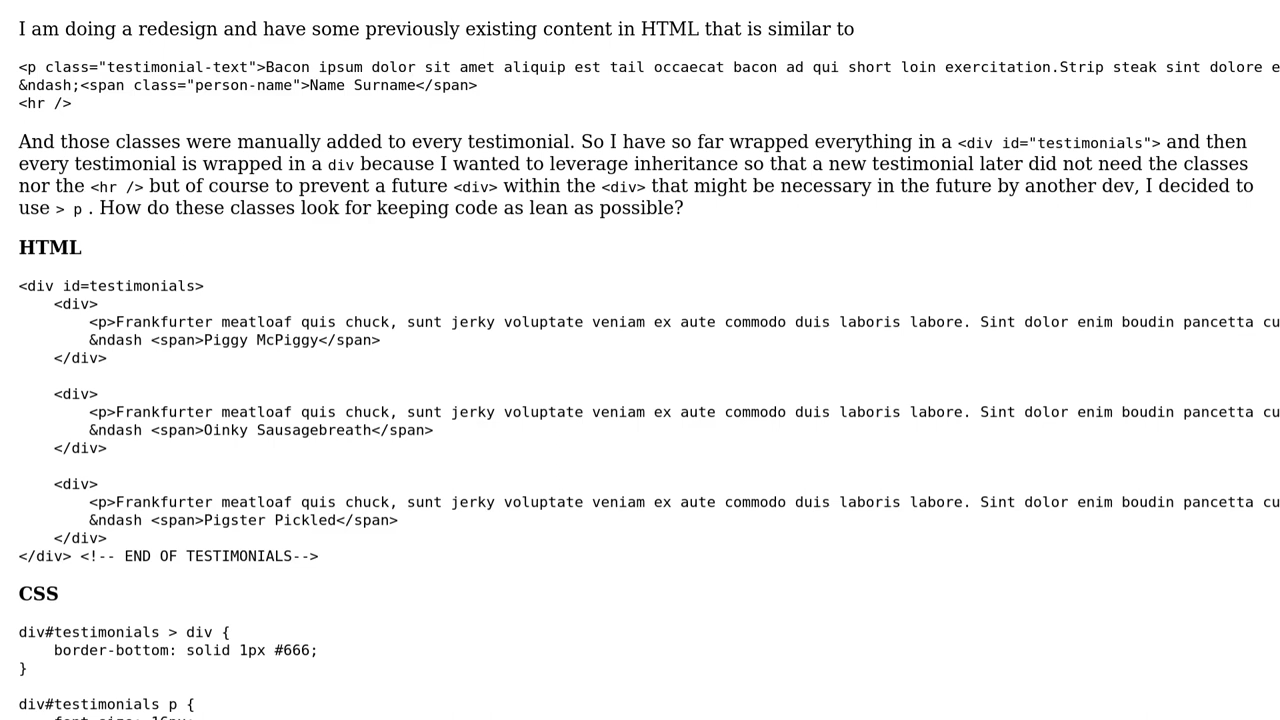 I am doing a redesign and have some previously existing content in HTML that is similar to
<p class="testimonial-text">Bacon ipsum dolor sit amet aliquip est tail occaecat bacon ad qui short loin exercitation.Strip steak sint dolore e
&ndash;<span class="person-name">Name Surname</span>
<hr />
And those classes were manually added to every testimonial. So I have so far wrapped everything in a <div id="testimonials"> and then
every testimonial is wrapped in a div because I wanted to leverage inheritance so that a new testimonial later did not need the classes
nor the <hr /> but of course to prevent a future <div> within the <div> that might be necessary in the future by another dev, I decided to
use > p . How do these classes look for keeping code as lean as possible?
HTML
<div id=testimonials>
    <div>
        <p>Frankfurter meatloaf quis chuck, sunt jerky voluptate veniam ex aute commodo duis laboris labore. Sint dolor enim boudin pancetta cu
        &ndash <span>Piggy McPiggy</span>
    </div>
    <div>
        <p>Frankfurter meatloaf quis chuck, sunt jerky voluptate veniam ex aute commodo duis laboris labore. Sint dolor enim boudin pancetta cu
        &ndash <span>Oinky Sausagebreath</span>
    </div>
    <div>
        <p>Frankfurter meatloaf quis chuck, sunt jerky voluptate veniam ex aute commodo duis laboris labore. Sint dolor enim boudin pancetta cu
        &ndash <span>Pigster Pickled</span>
    </div>
</div> <!-- END OF TESTIMONIALS-->
CSS
div#testimonials > div {
    border-bottom: solid 1px #666;
}
div#testimonials p {